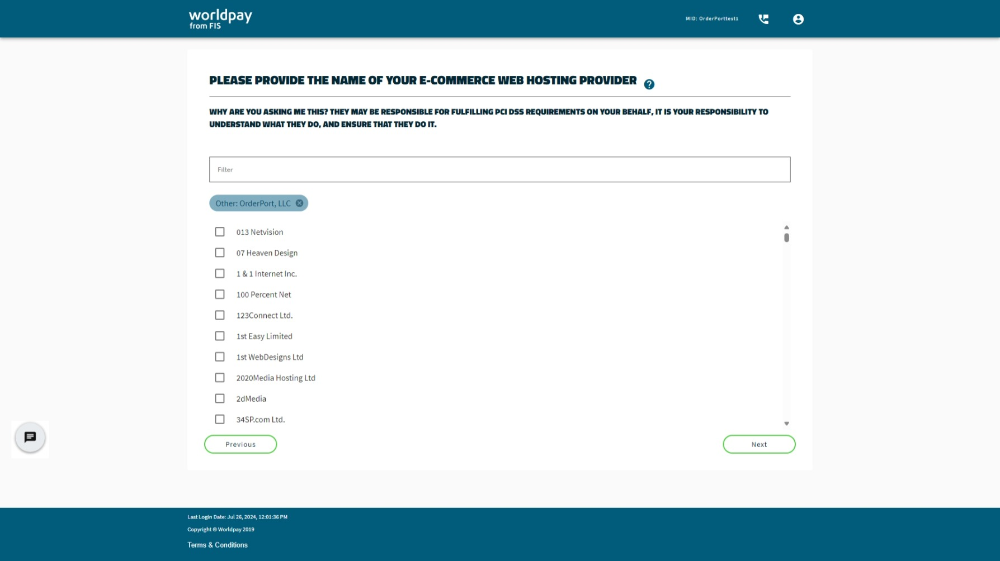 worldpay
from FIS
MID: OrderPorttest1
PLEASE PROVIDE THE NAME OF YOUR E-COMMERCE WEB HOSTING PROVIDER ?
WHY ARE YOU ASKING ME THIS? THEY MAY BE RESPONSIBLE FOR FULFILLING PCI DSS REQUIREMENTS ON YOUR BEHALF, IT IS YOUR RESPONSIBILITY TO
UNDERSTAND WHAT THEY DO, AND ENSURE THAT THEY DO IT.
Filter
Other: OrderPort, LLC
013 Netvision
07 Heaven Design
1 & 1 Internet Inc.
100 Percent Net
123Connect Ltd.
1st Easy Limited
1st WebDesigns Ltd
2020Media Hosting Ltd
2dMedia
34SP.com Ltd.
Previous
Next
Last Login Date: Jul 26, 2024, 12:01:36 PM
Copyright © Worldpay 2019
Terms & Conditions